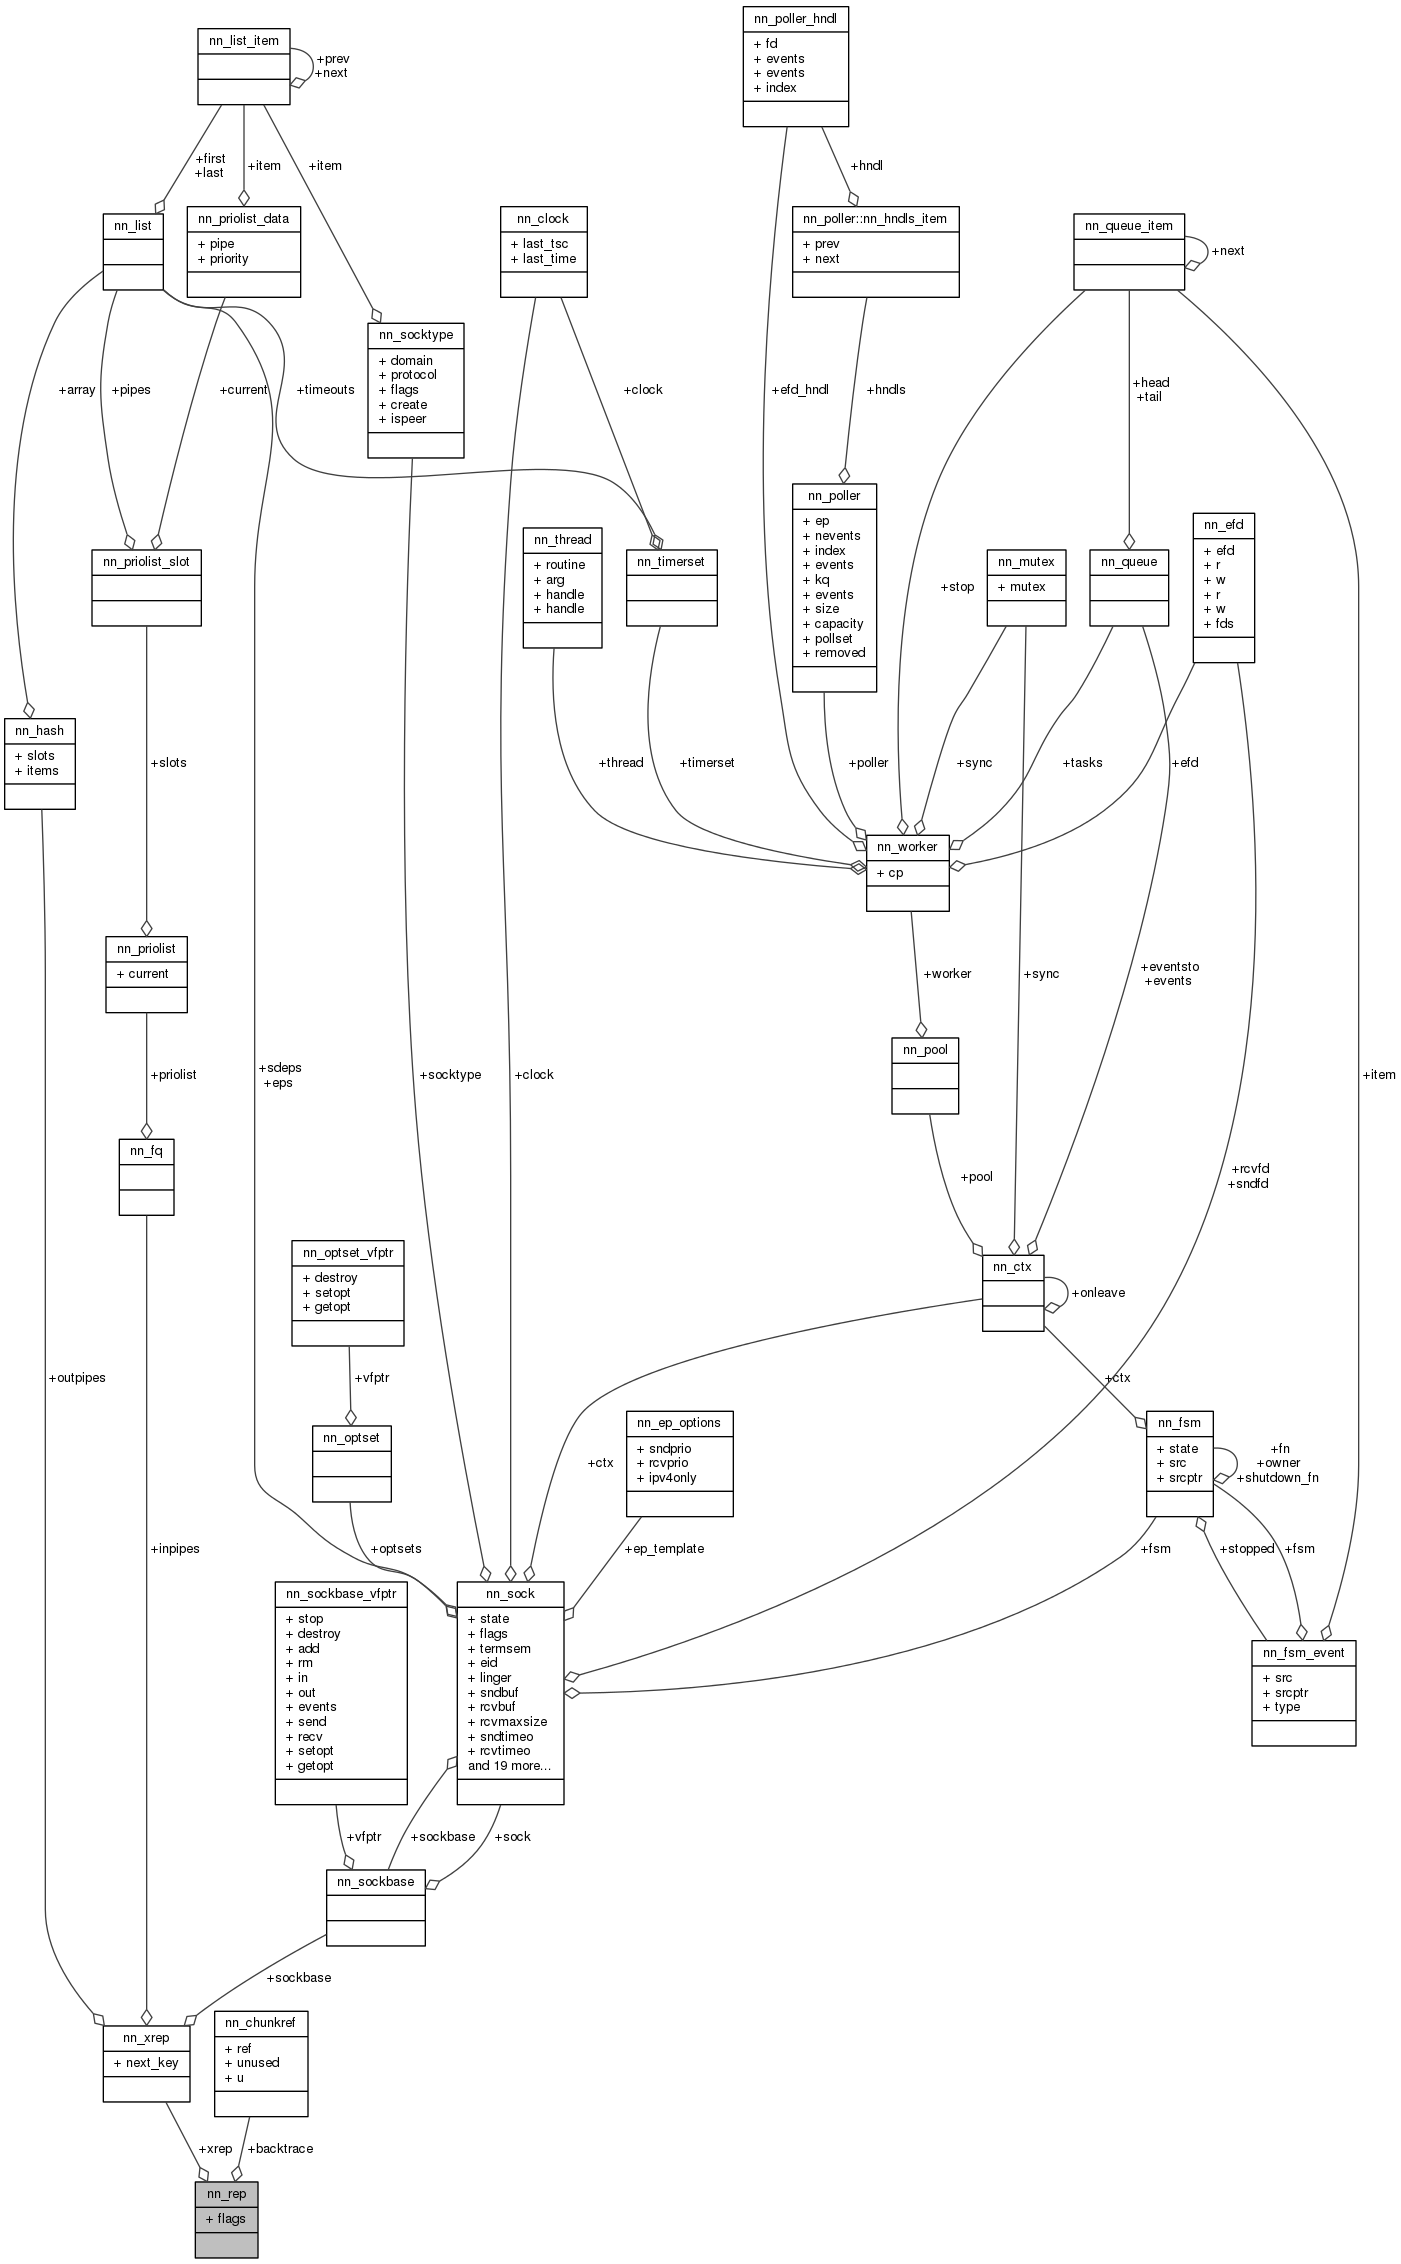 nn_poller_hndl
+ fd
+ events
+ events
+ index
nn_list_item
+prev
+next
+first
+last
+item
+item
+hndl
nn_list
nn_priolist_data
+ pipe
+ priority
nn_clock
+ last_tsc
+ last_time
nn_poller::nn_hndls_item
+ prev
+ next
nn_queue_item
+next
nn_socktype
+ domain
+ protocol
+ flags
+ create
+ ispeer
+array
+pipes
+current
+timeouts
+clock
+efd_hndl
+hndls
+head
+tail
nn_poller
+ ep
+ nevents
+ index
+ events
+ kq
+ events
+ size
+ capacity
+ pollset
+ removed
nn_efd
+ efd
+ r
+ w
+ r
+ w
+ fds
nn_thread
+ routine
+ arg
+ handle
+ handle
nn_priolist_slot
nn_timerset
nn_mutex
+ mutex
nn_queue
+stop
nn_hash
+ slots
+ items
+slots
+thread
+timerset
+poller
+sync
+tasks
+efd
nn_worker
+ cp
nn_priolist
+ current
+worker
+sync
+eventsto
+events
nn_pool
+priolist
+sdeps
+eps
+socktype
+clock
+item
nn_fq
+pool
+rcvfd
+sndfd
nn_optset_vfptr
+ destroy
+ setopt
+ getopt
nn_ctx
+onleave
+outpipes
+vfptr
+ctx
nn_optset
nn_ep_options
+ sndprio
+ rcvprio
+ ipv4only
nn_fsm
+ state
+ src
+ srcptr
+fn
+owner
+shutdown_fn
+ctx
+inpipes
+optsets
+ep_template
+fsm
+stopped
+fsm
nn_sockbase_vfptr
+ stop
+ destroy
+ add
+ rm
+ in
+ out
+ events
+ send
+ recv
+ setopt
+ getopt
nn_sock
+ state
+ flags
+ termsem
+ eid
+ linger
+ sndbuf
+ rcvbuf
+ rcvmaxsize
+ sndtimeo
+ rcvtimeo
and 19 more...
nn_fsm_event
+ src
+ srcptr
+ type
+vfptr
+sockbase
+sock
nn_sockbase
+sockbase
nn_xrep
+ next_key
nn_chunkref
+ ref
+ unused
+ u
+xrep
+backtrace
nn_rep
+ flags